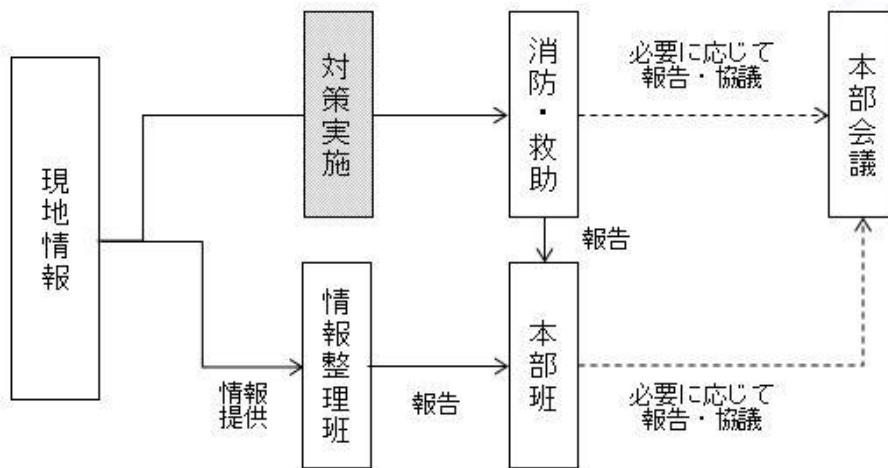 現地情報
対策実施
消防・救助
必要に応じて
報告・協議
本部会議
報告
情報
提供
情報整理班
報告
本部班
必要に応じて
報告・協議